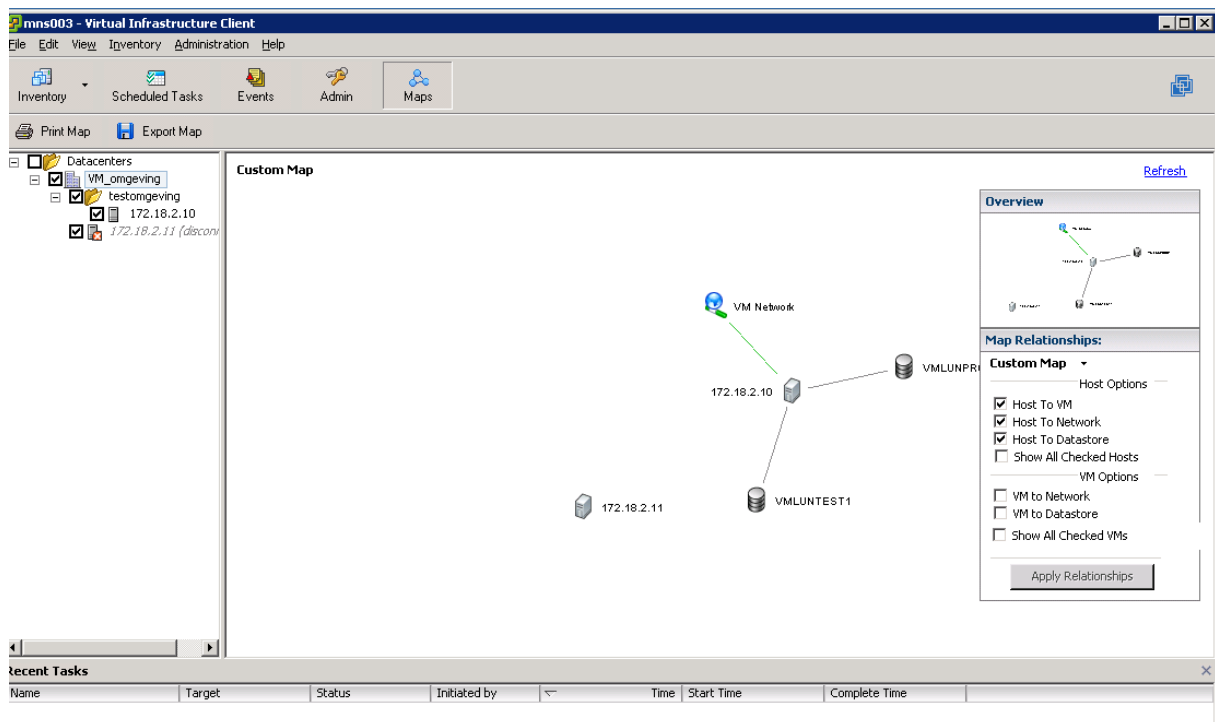 mns003 - Virtual Infrastructure Client
File Edit View Inventory Administration Help
Inventory Scheduled Tasks Events Admin Maps
Print Map Export Map
Datacenters
VM_omgeving
testomgeving
172.18.2.10
172.18.2.11 (disconn
Custom Map
Refresh
Overview
VM Network
172.18.2.10
VMLUNPR
172.18.2.11
VMLUNTEST1
Map Relationships:
Custom Map
Host Options
Host To VM
Host To Network
Host To Datastore
Show All Checked Hosts
VM Options
VM to Network
VM to Datastore
Show All Checked VMs
Apply Relationships
Recent Tasks
Name Target Status Initiated by Time Start Time Complete Time